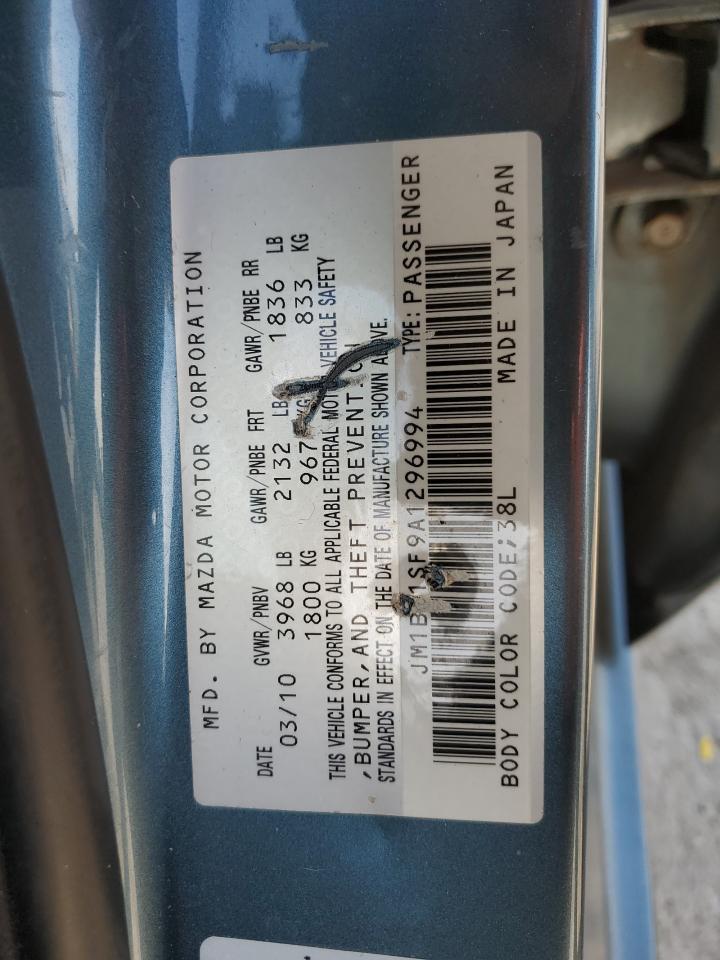 MFD. BY MAZDA MOTOR CORPORATION
DATE GVWR/PNBV GAWR/PNBE FRT GAWR/PNBE RR
03/10 3968 LB 2132 LB 1836 LB
1800 KG 967 KG 833 KG
THIS VEHICLE CONFORMS TO ALL APPLICABLE FEDERAL MOTOR VEHICLE SAFETY
,BUMPER,AND THEFT PREVENTION
STANDARDS IN EFFECT ON THE DATE OF MANUFACTURE SHOWN ABOVE.
TYPE:PASSENGER
BODY COLOR CODE;38L MADE IN JAPAN